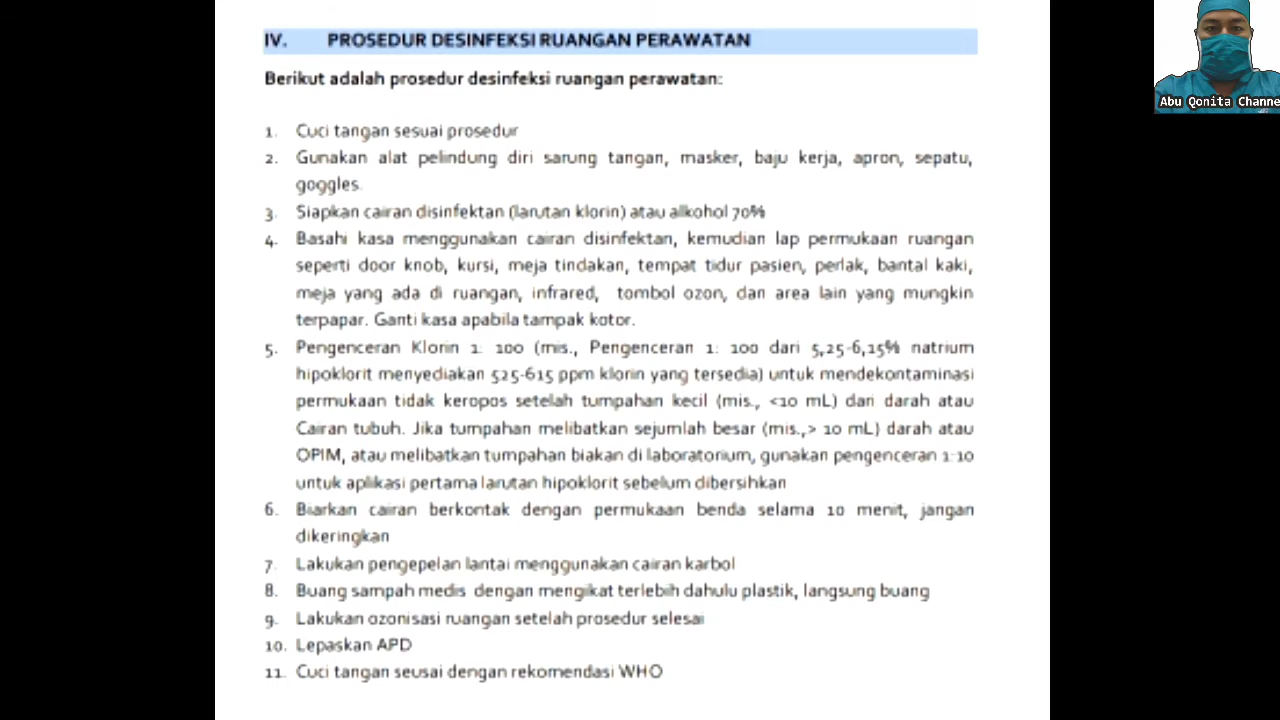 IV. PROSEDUR DESINFEKSI RUANGAN PERAWATAN
Berikut adalah prosedur desinfeksi ruangan perawatan:
1. Cuci tangan sesuai prosedur
2. Gunakan alat pelindung diri sarung tangan, masker, baju kerja, apron, sepatu,
goggles.
3. Siapkan cairan disinfektan (larutan klorin) atau alkohol 70%
4. Basahi kasa menggunakan cairan disinfektan, kemudian lap permukaan ruangan
seperti door knob, kursi, meja tindakan, tempat tidur pasien, perlak, bantal kaki,
meja yang ada di ruangan, infrared, tombol ozon, dan area lain yang mungkin
terpapar. Ganti kasa apabila tampak kotor.
5. Pengenceran Klorin 1: 100 (mis., Pengenceran 1: 100 dari 5,25-6,15% natrium
hipoklorit menyediakan 525-615 ppm klorin yang tersedia) untuk mendekontaminasi
permukaan tidak keropos setelah tumpahan kecil (mis., <10 mL) dari darah atau
Cairan tubuh. Jika tumpahan melibatkan sejumlah besar (mis.,> 10 mL) darah atau
OPIM, atau melibatkan tumpahan biakan di laboratorium, gunakan pengenceran 1:10
untuk aplikasi pertama larutan hipoklorit sebelum dibersihkan
6. Biarkan cairan berkontak dengan permukaan benda selama 10 menit, jangan
dikeringkan
7. Lakukan pengepelan lantai menggunakan cairan karbol
8. Buang sampah medis dengan mengikat terlebih dahulu plastik, langsung buang
9. Lakukan ozonisasi ruangan setelah prosedur selesai
10. Lepaskan APD
11. Cuci tangan seusai dengan rekomendasi WHO
Abu Qonita Channe